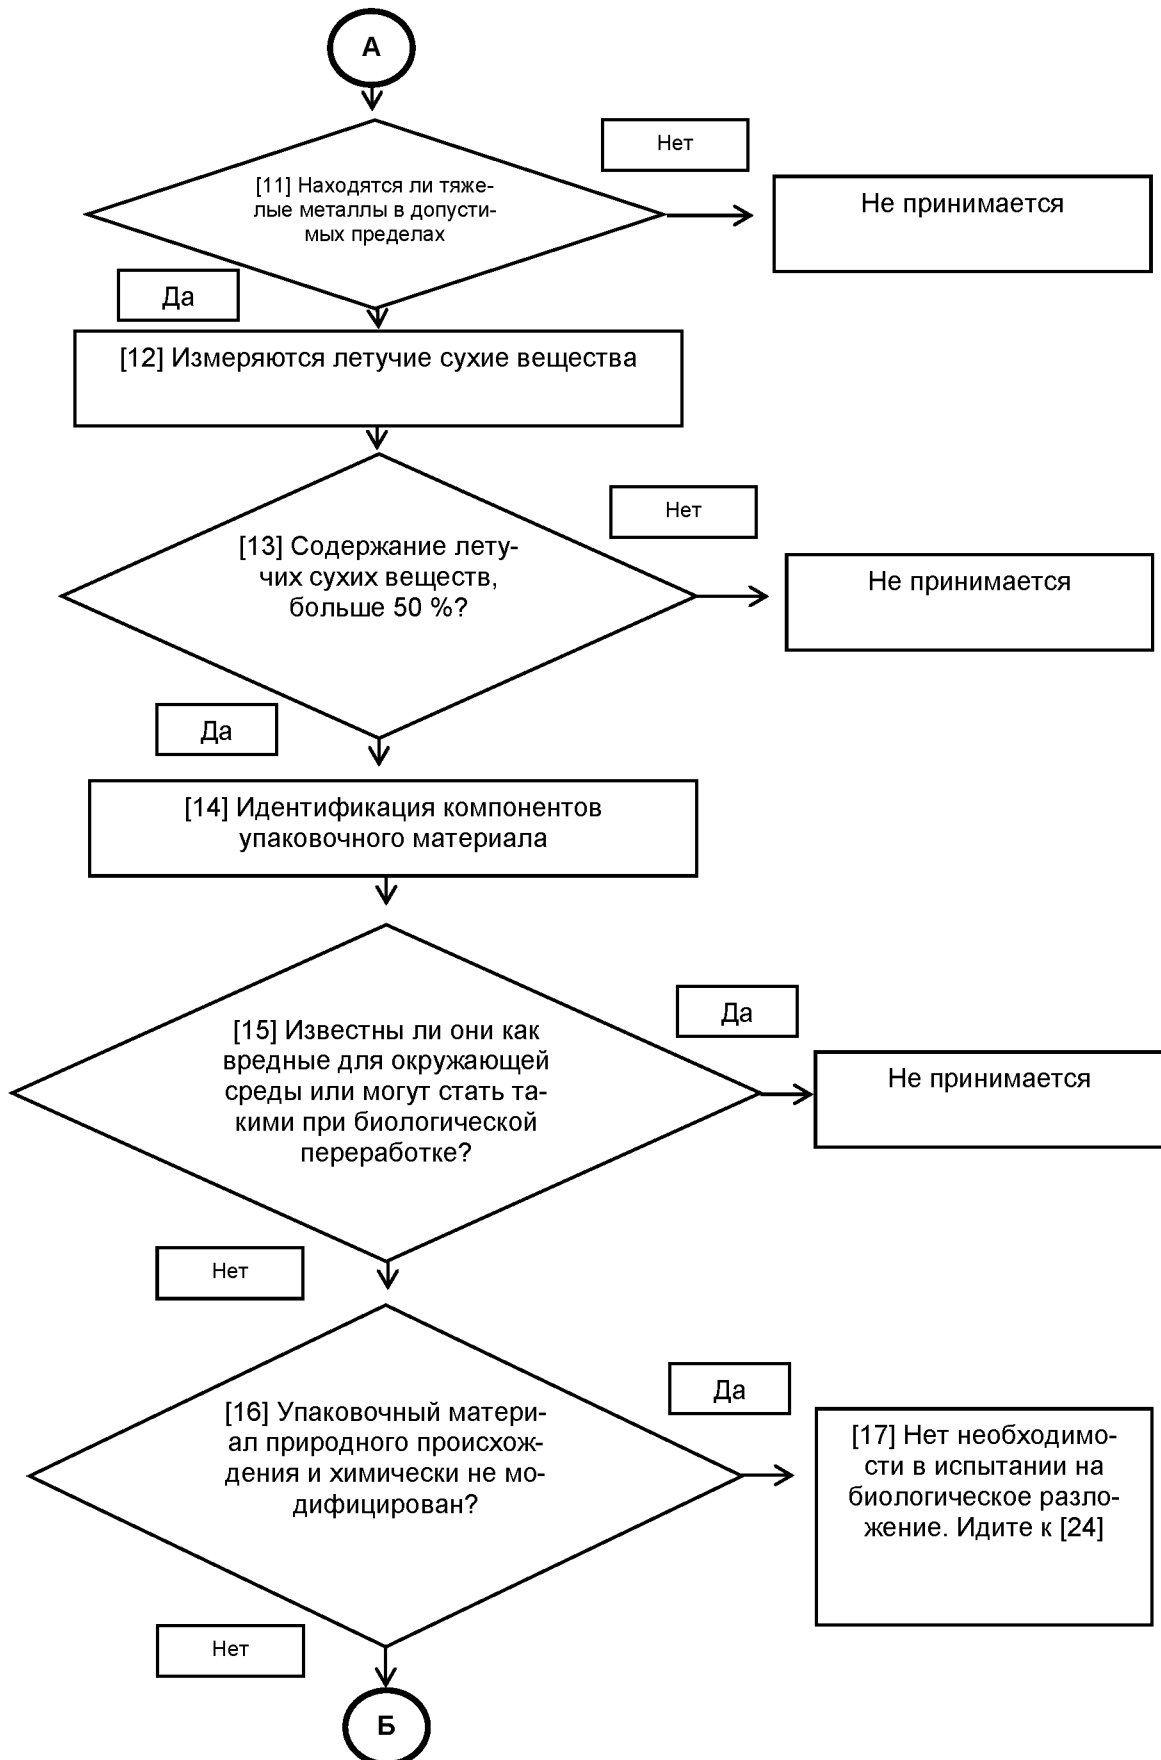 А
Нет
[11] Находятся ли тяже-
лые металлы в допусти-
мых пределах
Не принимается
Да
[12] Измеряются летучие сухие вещества
Нет
[13] Содержание лету-
чих сухих веществ,
больше 50 %?
Не принимается
Да
[14] Идентификация компонентов
упаковочного материала
Да
[15] Известны ли они как
вредные для окружающей
среды или могут стать та-
кими при биологической
переработке?
Не принимается
Нет
Да
[16] Упаковочный матери-
ал природного происхож-
дения и химически не мо-
дифицирован?
[17] Нет необходимо-
сти в испытании на
биологическое разло-
жение. Идите к [24]
Нет
Б